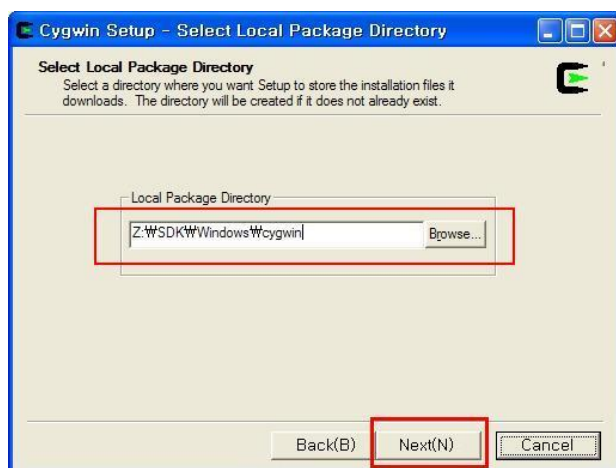 Cygwin Setup - Select Local Package Directory
Select Local Package Directory
Select a directory where you want Setup to store the installation files it
downloads. The directory will be created if it does not already exist.
Local Package Directory
Z:₩SDK₩Windows₩cygwin
Browse...
Back(B)
Next(N)
Cancel